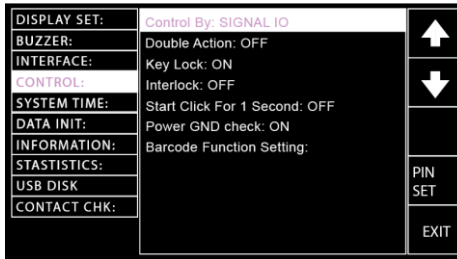 DISPLAY SET:
BUZZER:
INTERFACE:
CONTROL:
SYSTEM TIME:
DATA INIT:
INFORMATION:
STASTISTICS:
USB DISK
CONTACT CHK:
Control By: SIGNAL IO
Double Action: OFF
Key Lock: ON
Interlock: OFF
Start Click For 1 Second: OFF
Power GND check: ON
Barcode Function Setting:
PIN
SET
EXIT